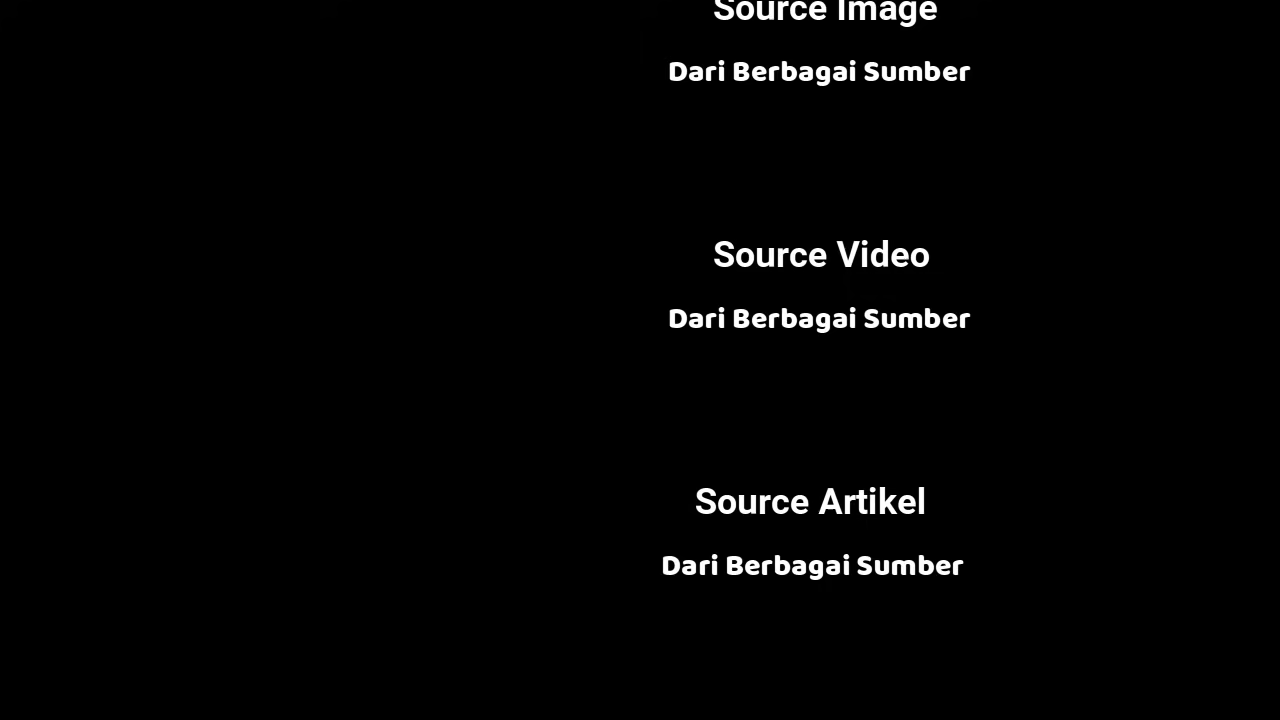 Source Image
Dari Berbagai Sumber
Source Video
Dari Berbagai Sumber
Source Artikel
Dari Berbagai Sumber